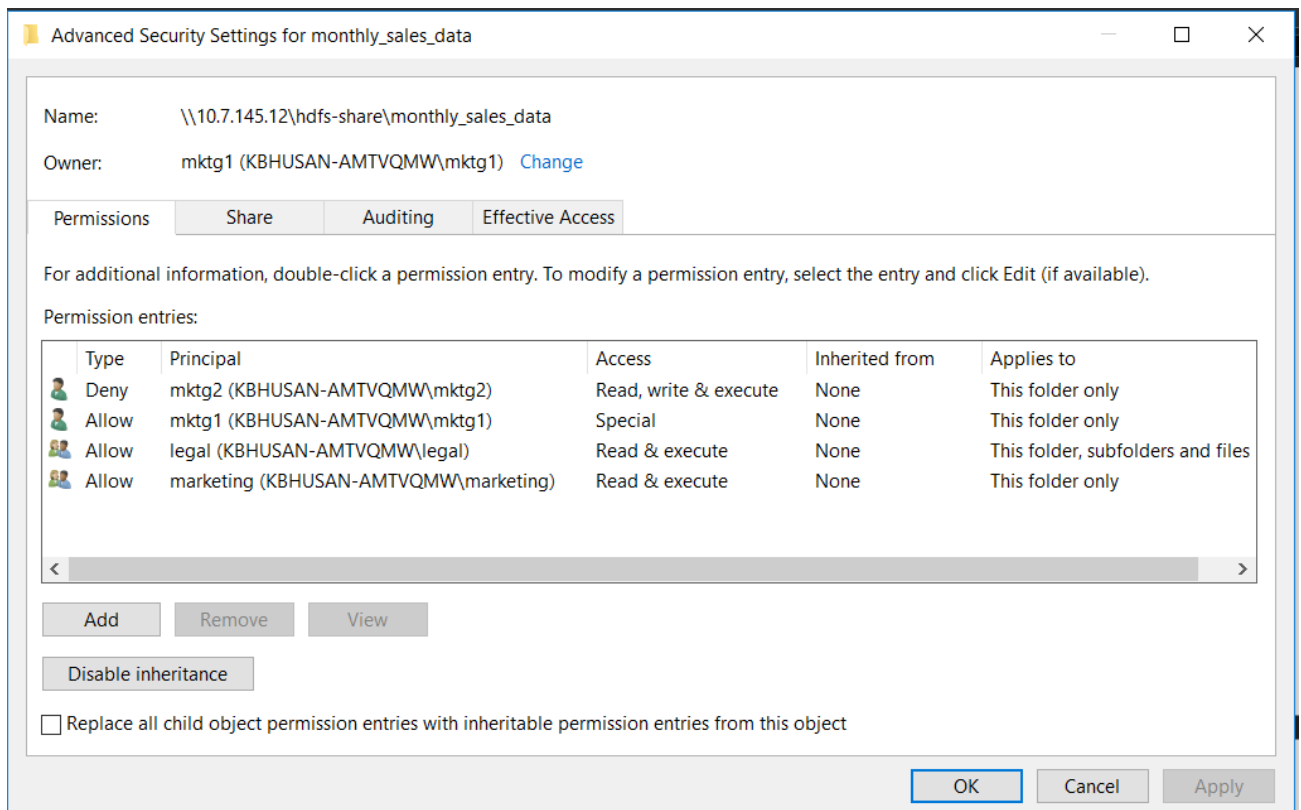 Advanced Security Settings for monthly_sales_data
Name: \\10.7.145.12\hdfs-share\monthly_sales_data
Owner: mktg1 (KBHUSAN-AMTVQMW\mktg1) Change
Permissions Share Auditing Effective Access
For additional information, double-click a permission entry. To modify a permission entry, select the entry and click Edit (if available).
Permission entries:
Type Principal Access Inherited from Applies to
Deny mktg2 (KBHUSAN-AMTVQMW\mktg2) Read, write & execute None This folder only
Allow mktg1 (KBHUSAN-AMTVQMW\mktg1) Special None This folder only
Allow legal (KBHUSAN-AMTVQMW\legal) Read & execute None This folder, subfolders and files
Allow marketing (KBHUSAN-AMTVQMW\marketing) Read & execute None This folder only
Add Remove View
Disable inheritance
Replace all child object permission entries with inheritable permission entries from this object
OK Cancel Apply